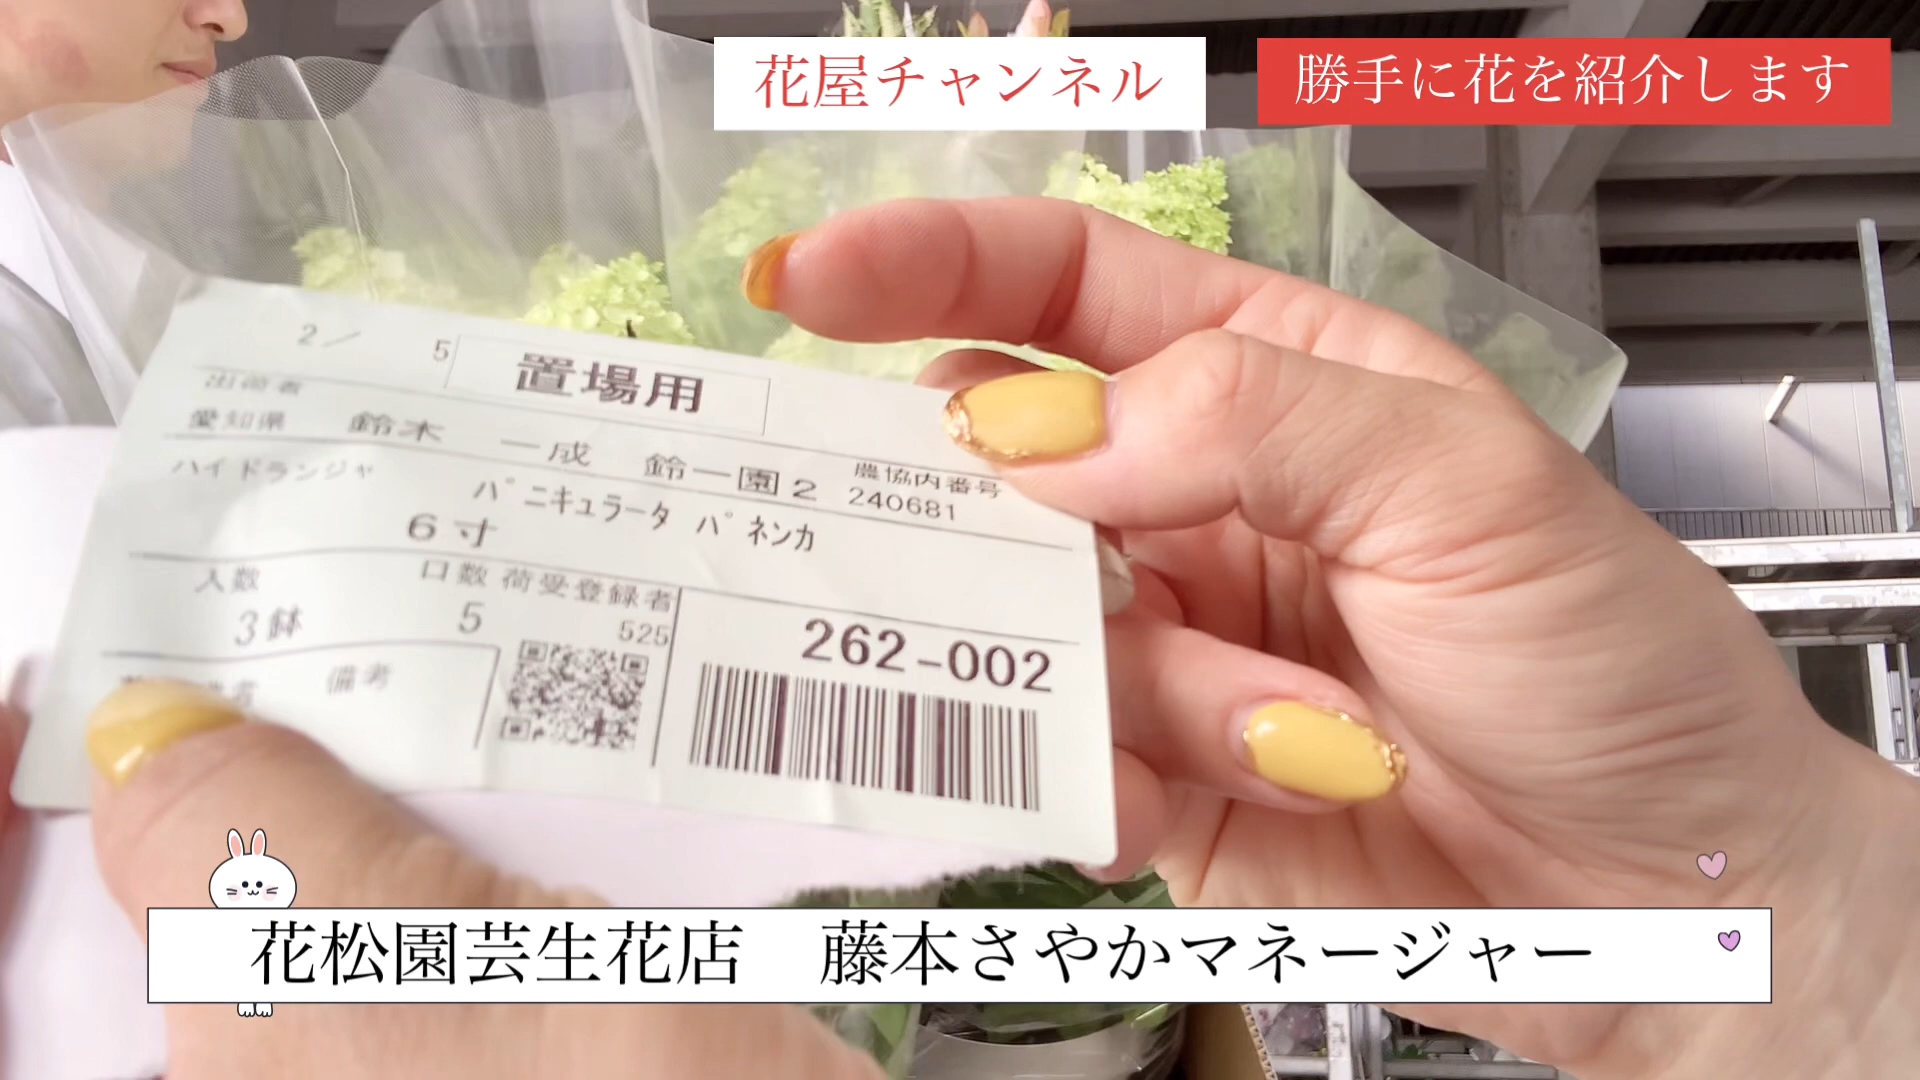 花屋チャンネル
勝手に花を紹介します
2／ 5 置場用
出荷者
愛知県 鈴木 一成 鈴一園2
農協内番号
240681
ハイドランジャ
パニキュラータ パネンカ
6寸
入数 口数 荷受登録者
3鉢 5 525
備考
262-002
花松園芸生花店 藤本さやかマネージャー